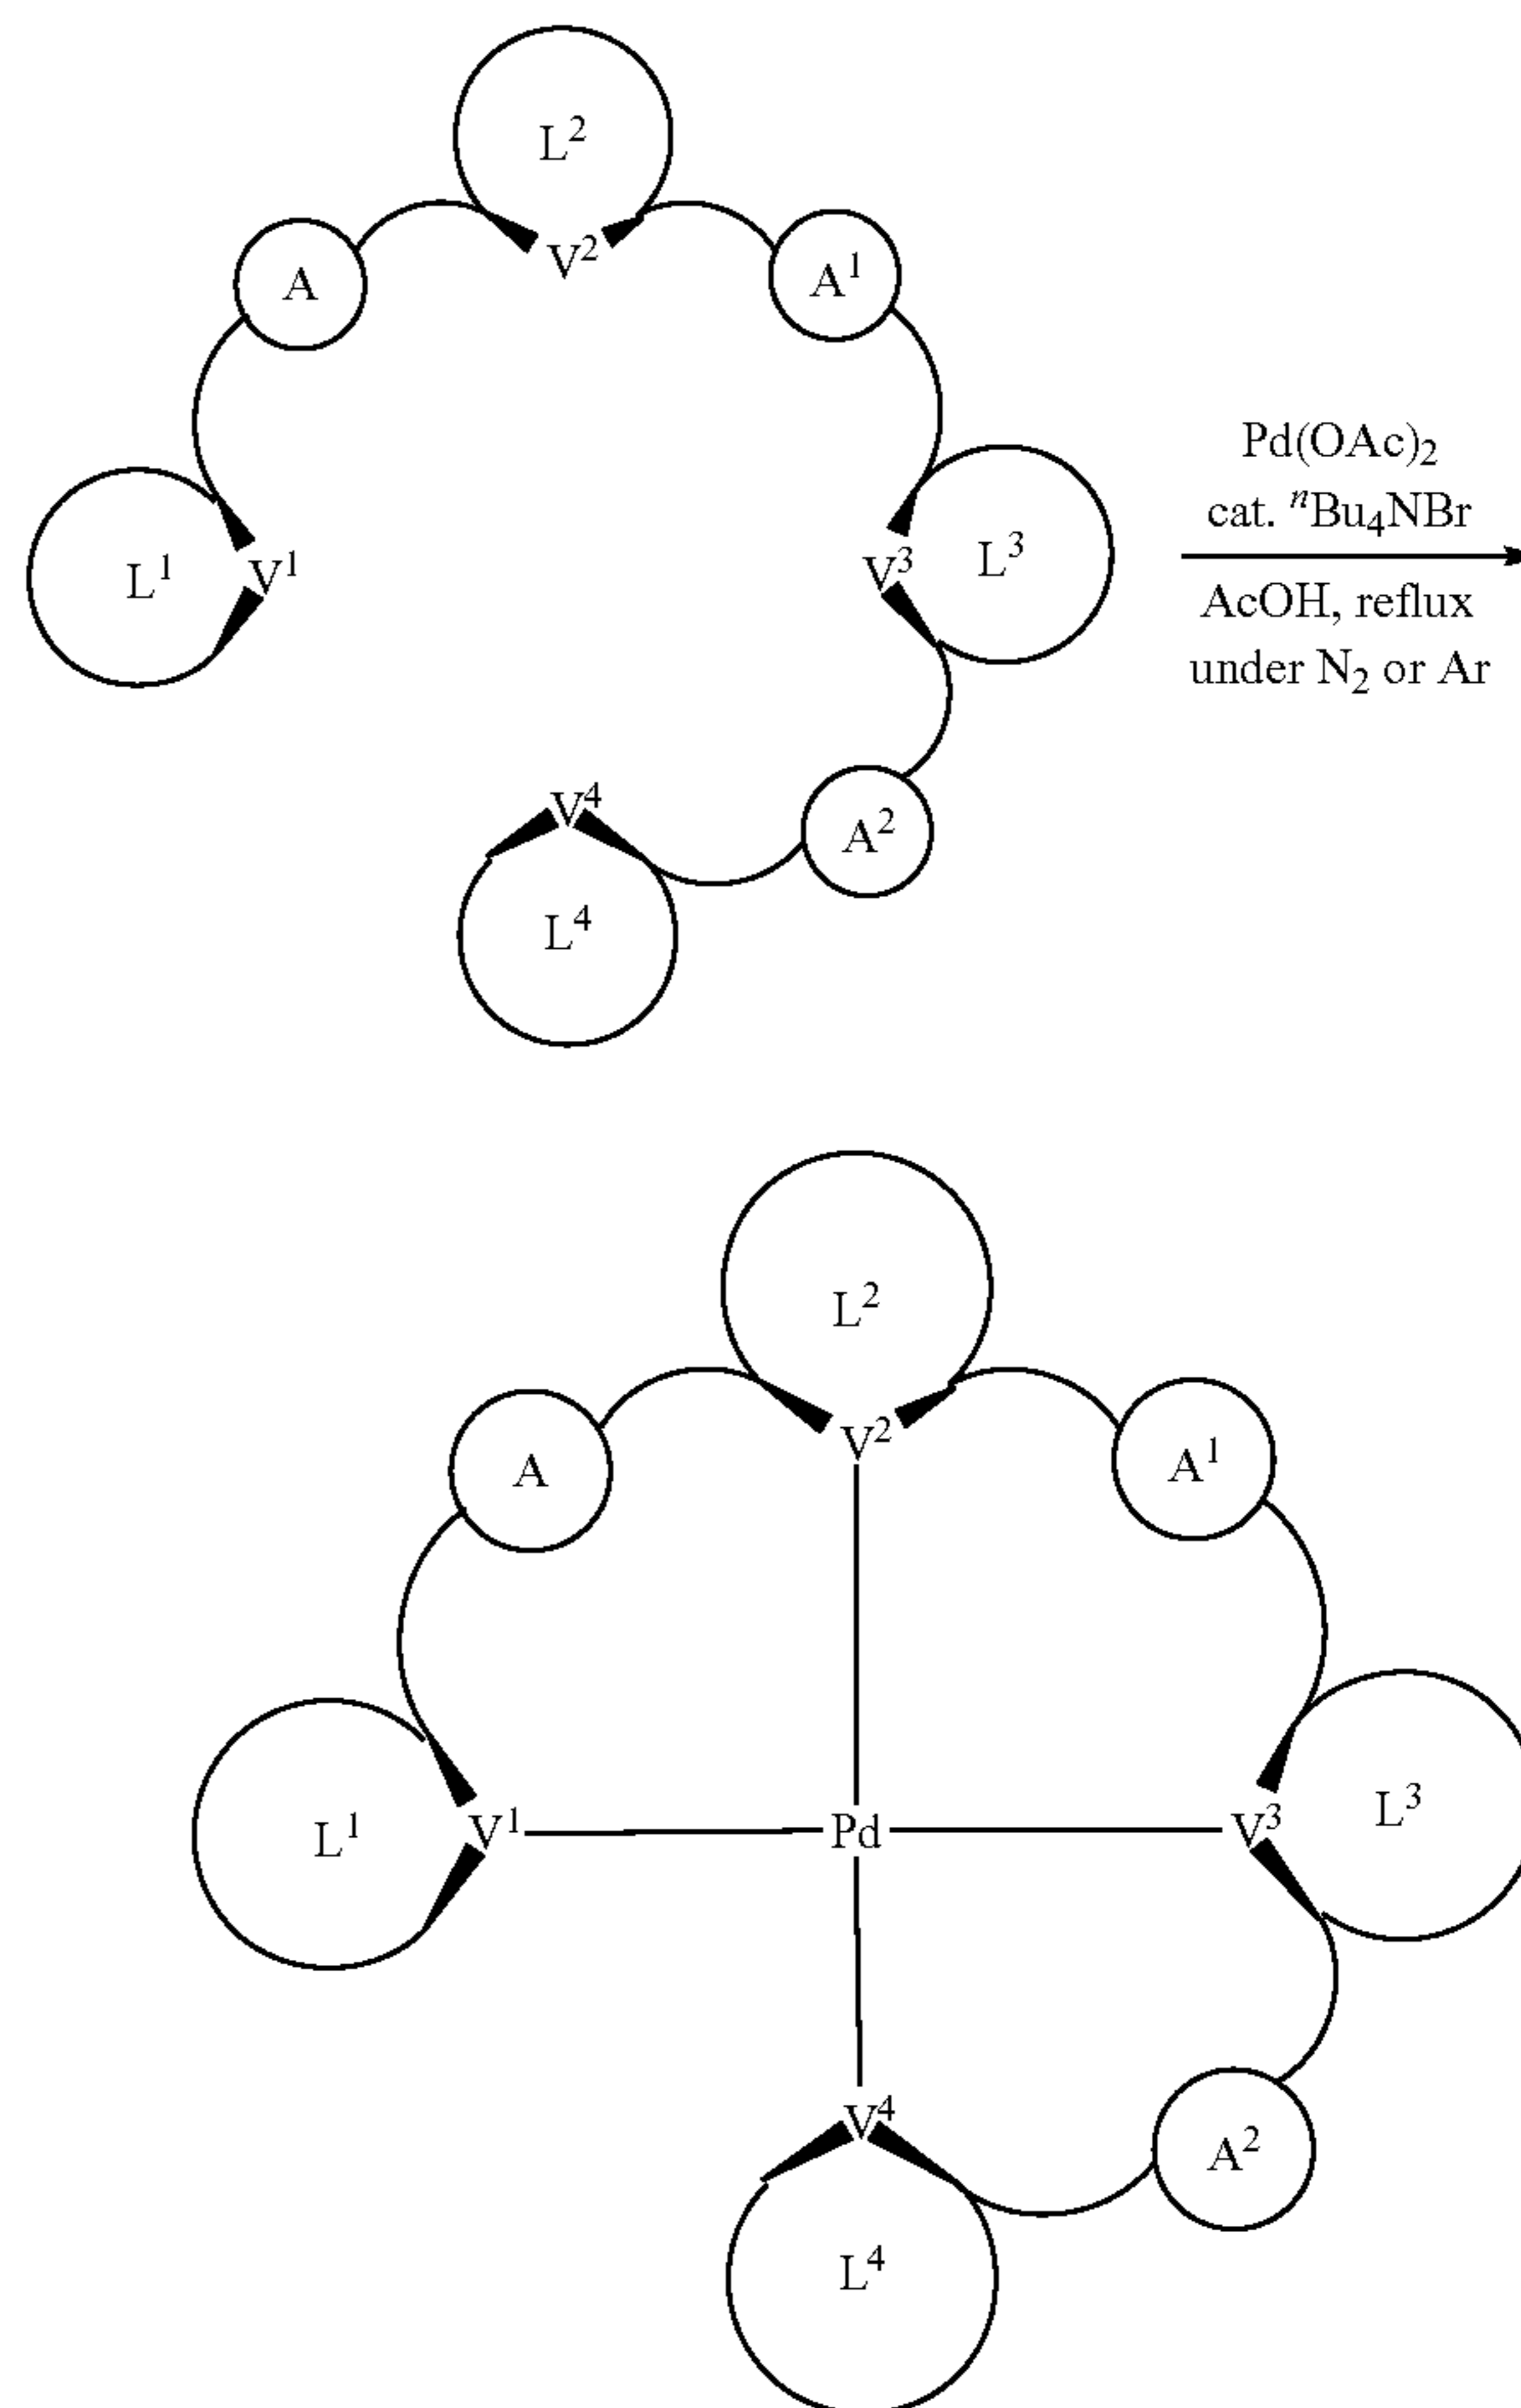 L²
V²
A
A¹
L¹
V¹
V³
L³
Pd(OAc)₂
cat. ⁿBu₄NBr
AcOH, reflux
under N₂ or Ar
V⁴
A²
L⁴
L²
V²
A
A¹
L¹
V¹
Pd
V³
L³
V⁴
A²
L⁴